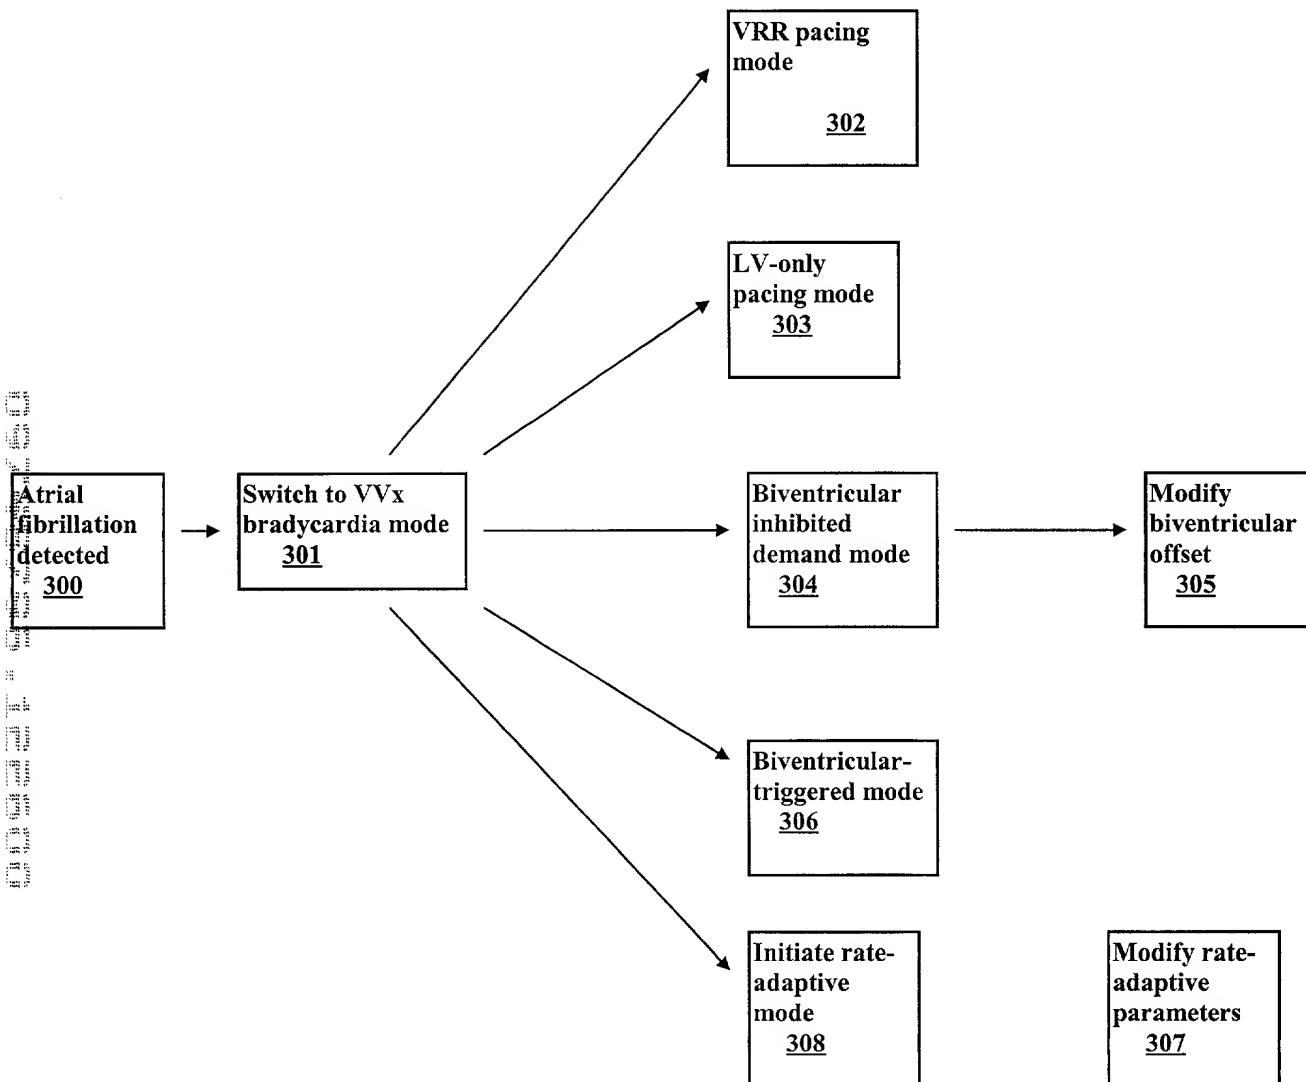 VRR pacing
mode
302
LV-only
pacing mode
303
Atrial
fibrillation
detected
300
Switch to VVx
bradycardia mode
301
Biventricular
inhibited
demand mode
304
Modify
biventricular
offset
305
Biventricular-
triggered mode
306
Initiate rate-
adaptive
mode
308
Modify rate-
adaptive
parameters
307